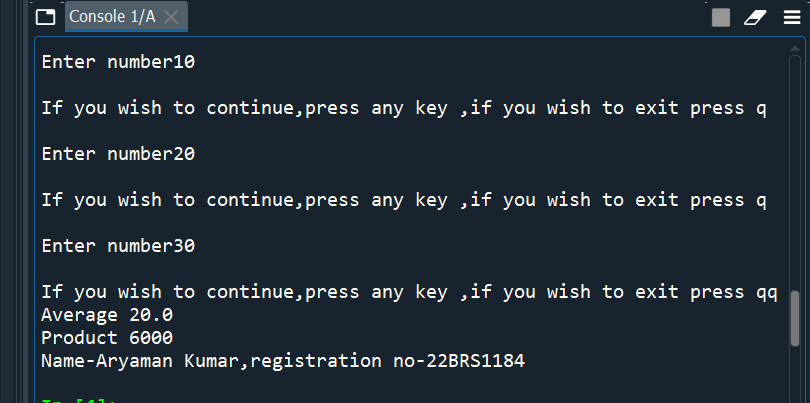 Console 1/A
Enter number10
If you wish to continue,press any key ,if you wish to exit press q
Enter number20
If you wish to continue,press any key ,if you wish to exit press q
Enter number30
If you wish to continue,press any key ,if you wish to exit press qq
Average 20.0
Product 6000
Name-Aryaman Kumar,registration no-22BRS1184